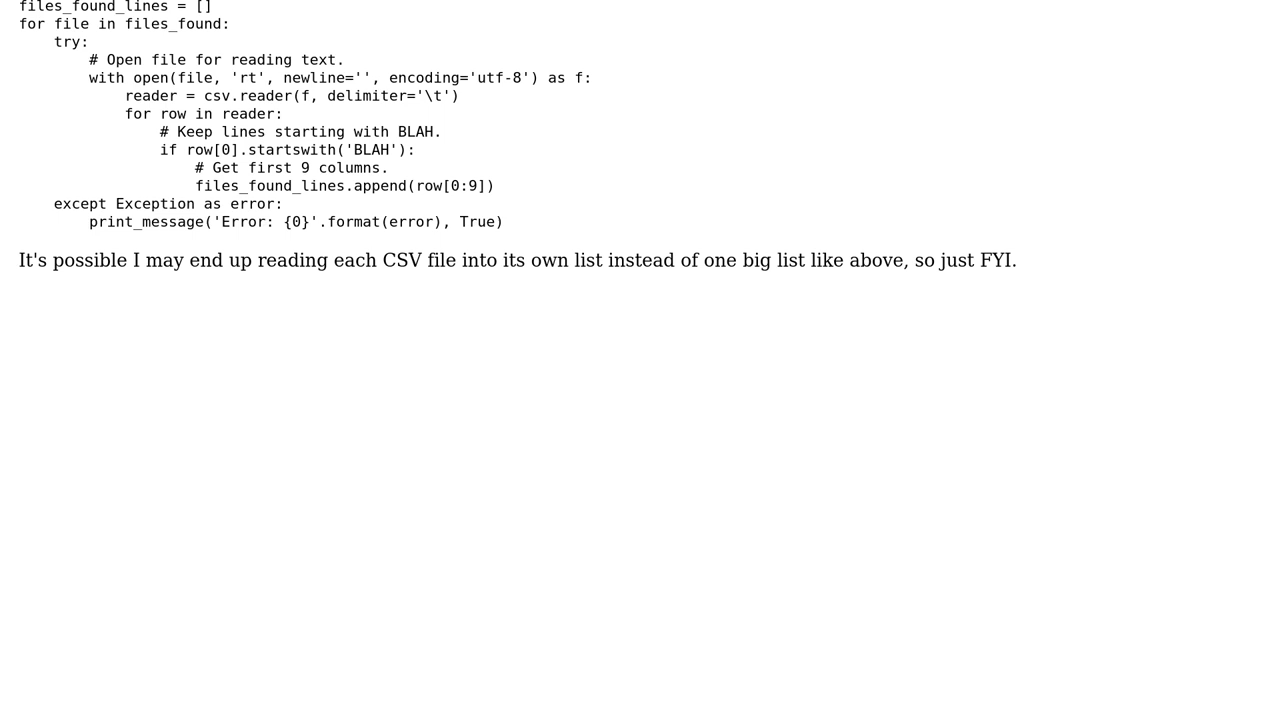 files_found_lines = []
for file in files_found:
    try:
        # Open file for reading text.
        with open(file, 'rt', newline='', encoding='utf-8') as f:
            reader = csv.reader(f, delimiter='\t')
            for row in reader:
                # Keep lines starting with BLAH.
                if row[0].startswith('BLAH'):
                    # Get first 9 columns.
                    files_found_lines.append(row[0:9])
    except Exception as error:
        print_message('Error: {0}'.format(error), True)
It's possible I may end up reading each CSV file into its own list instead of one big list like above, so just FYI.